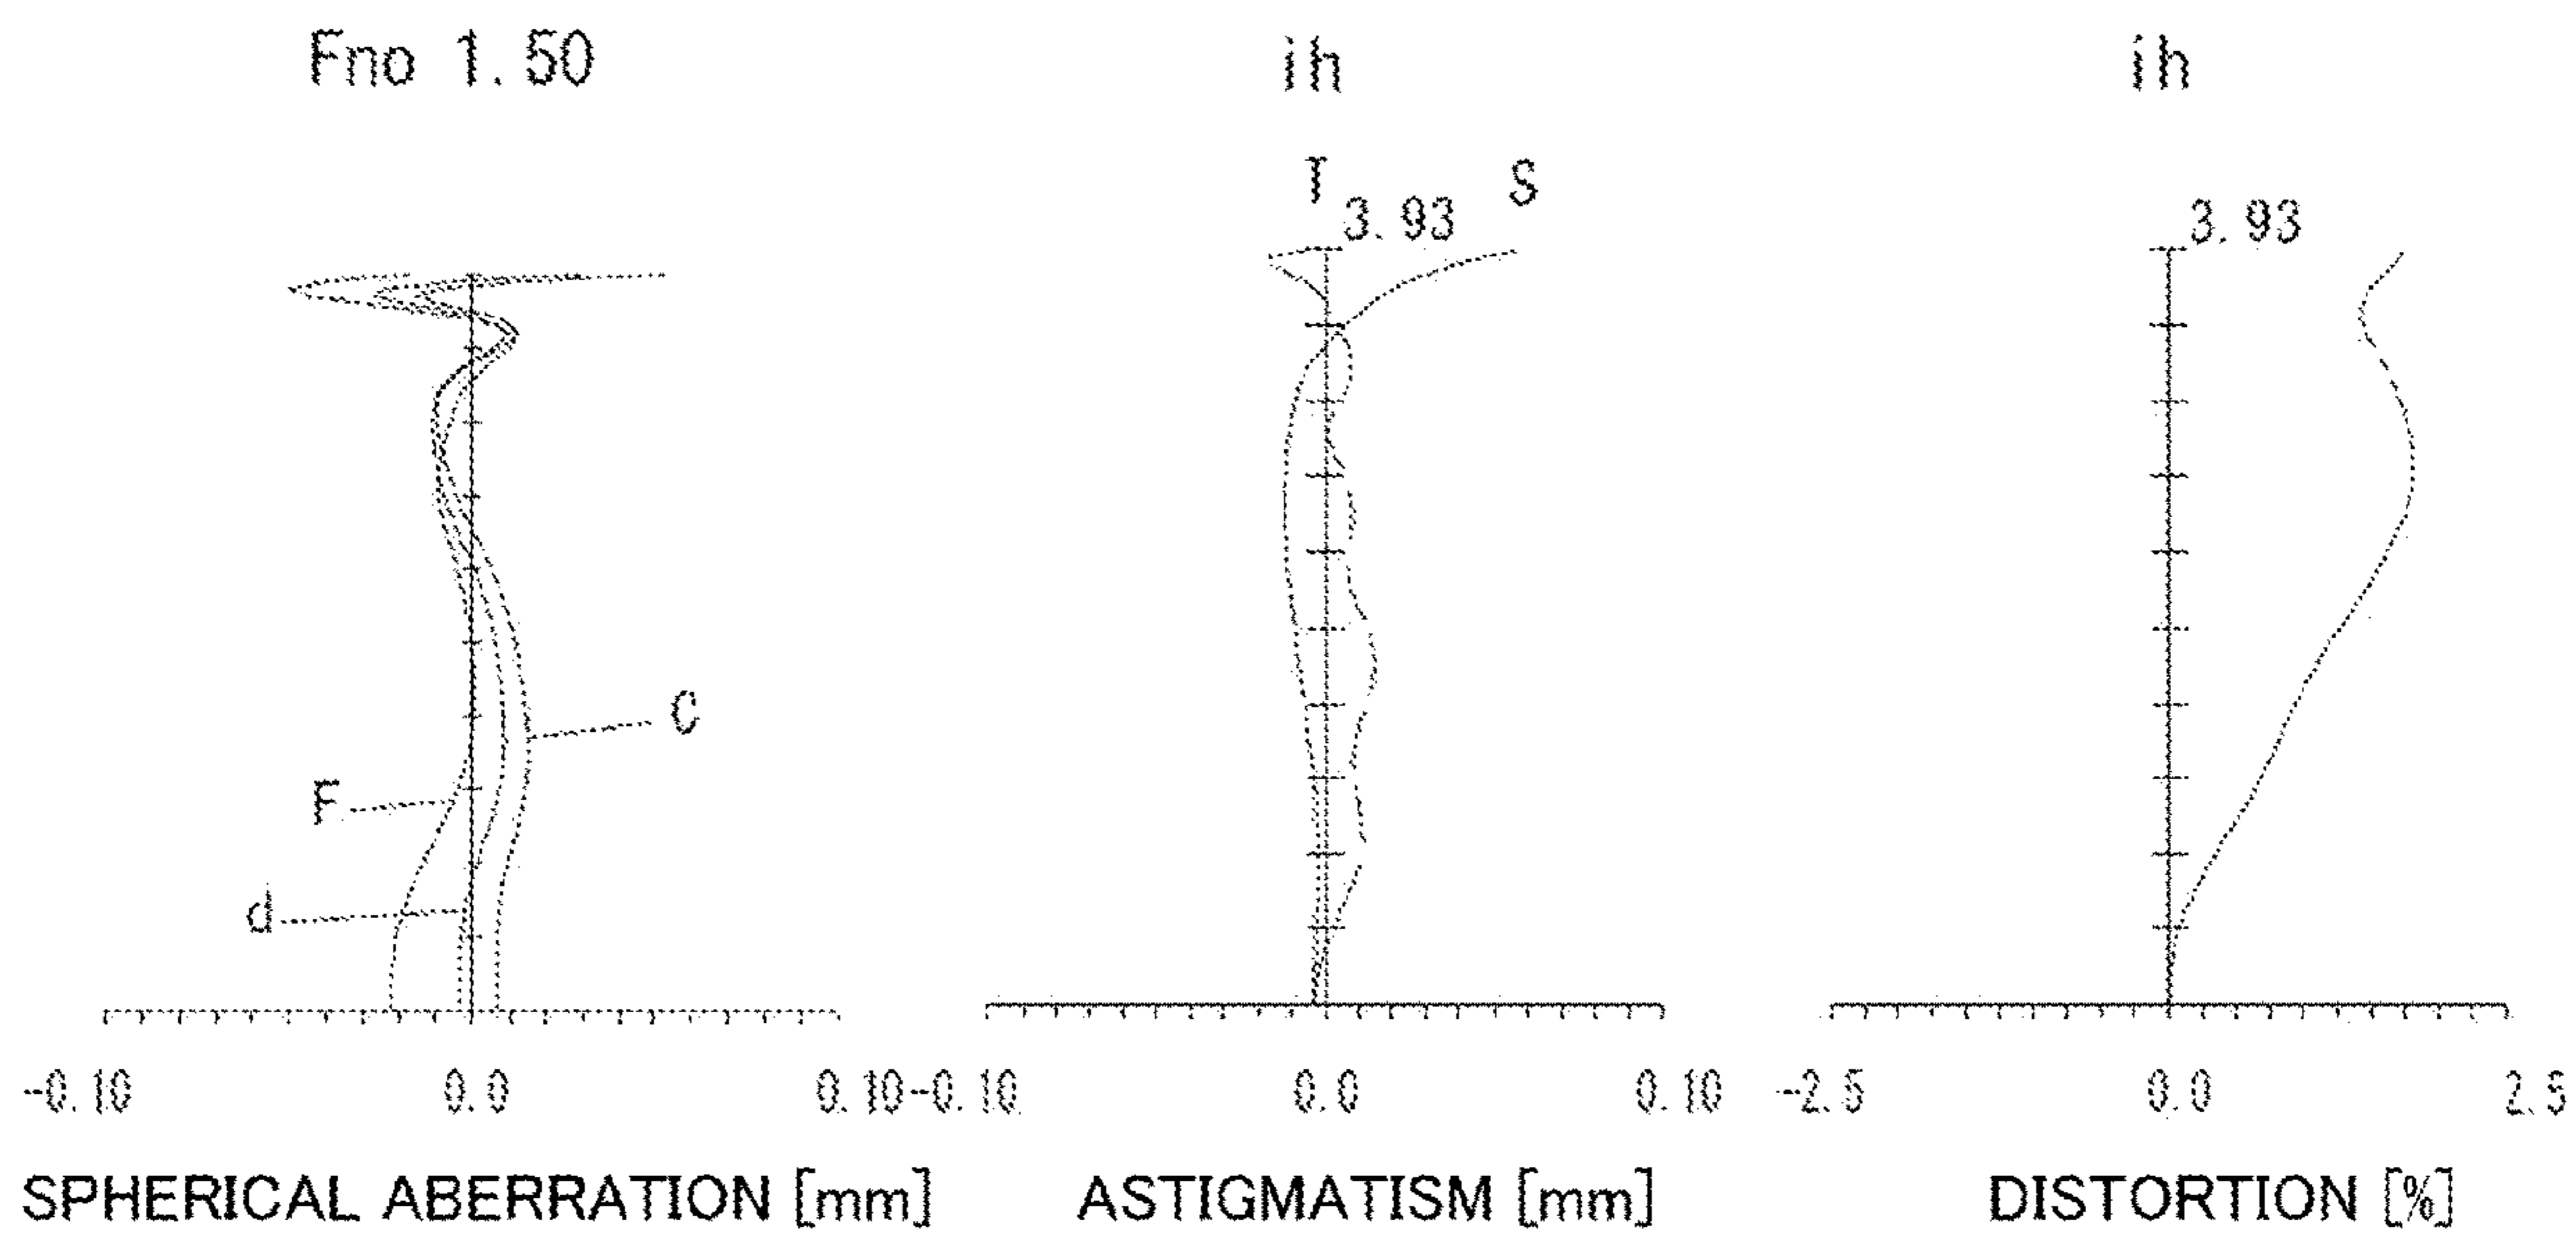 Fno 1.50 ih ih
T S
3.93 3.93
C
F
d
-0.10 0.0 0.10 -0.10 0.0 0.10 -2.5 0.0 2.5
SPHERICAL ABERRATION [mm] ASTIGMATISM [mm] DISTORTION [%]